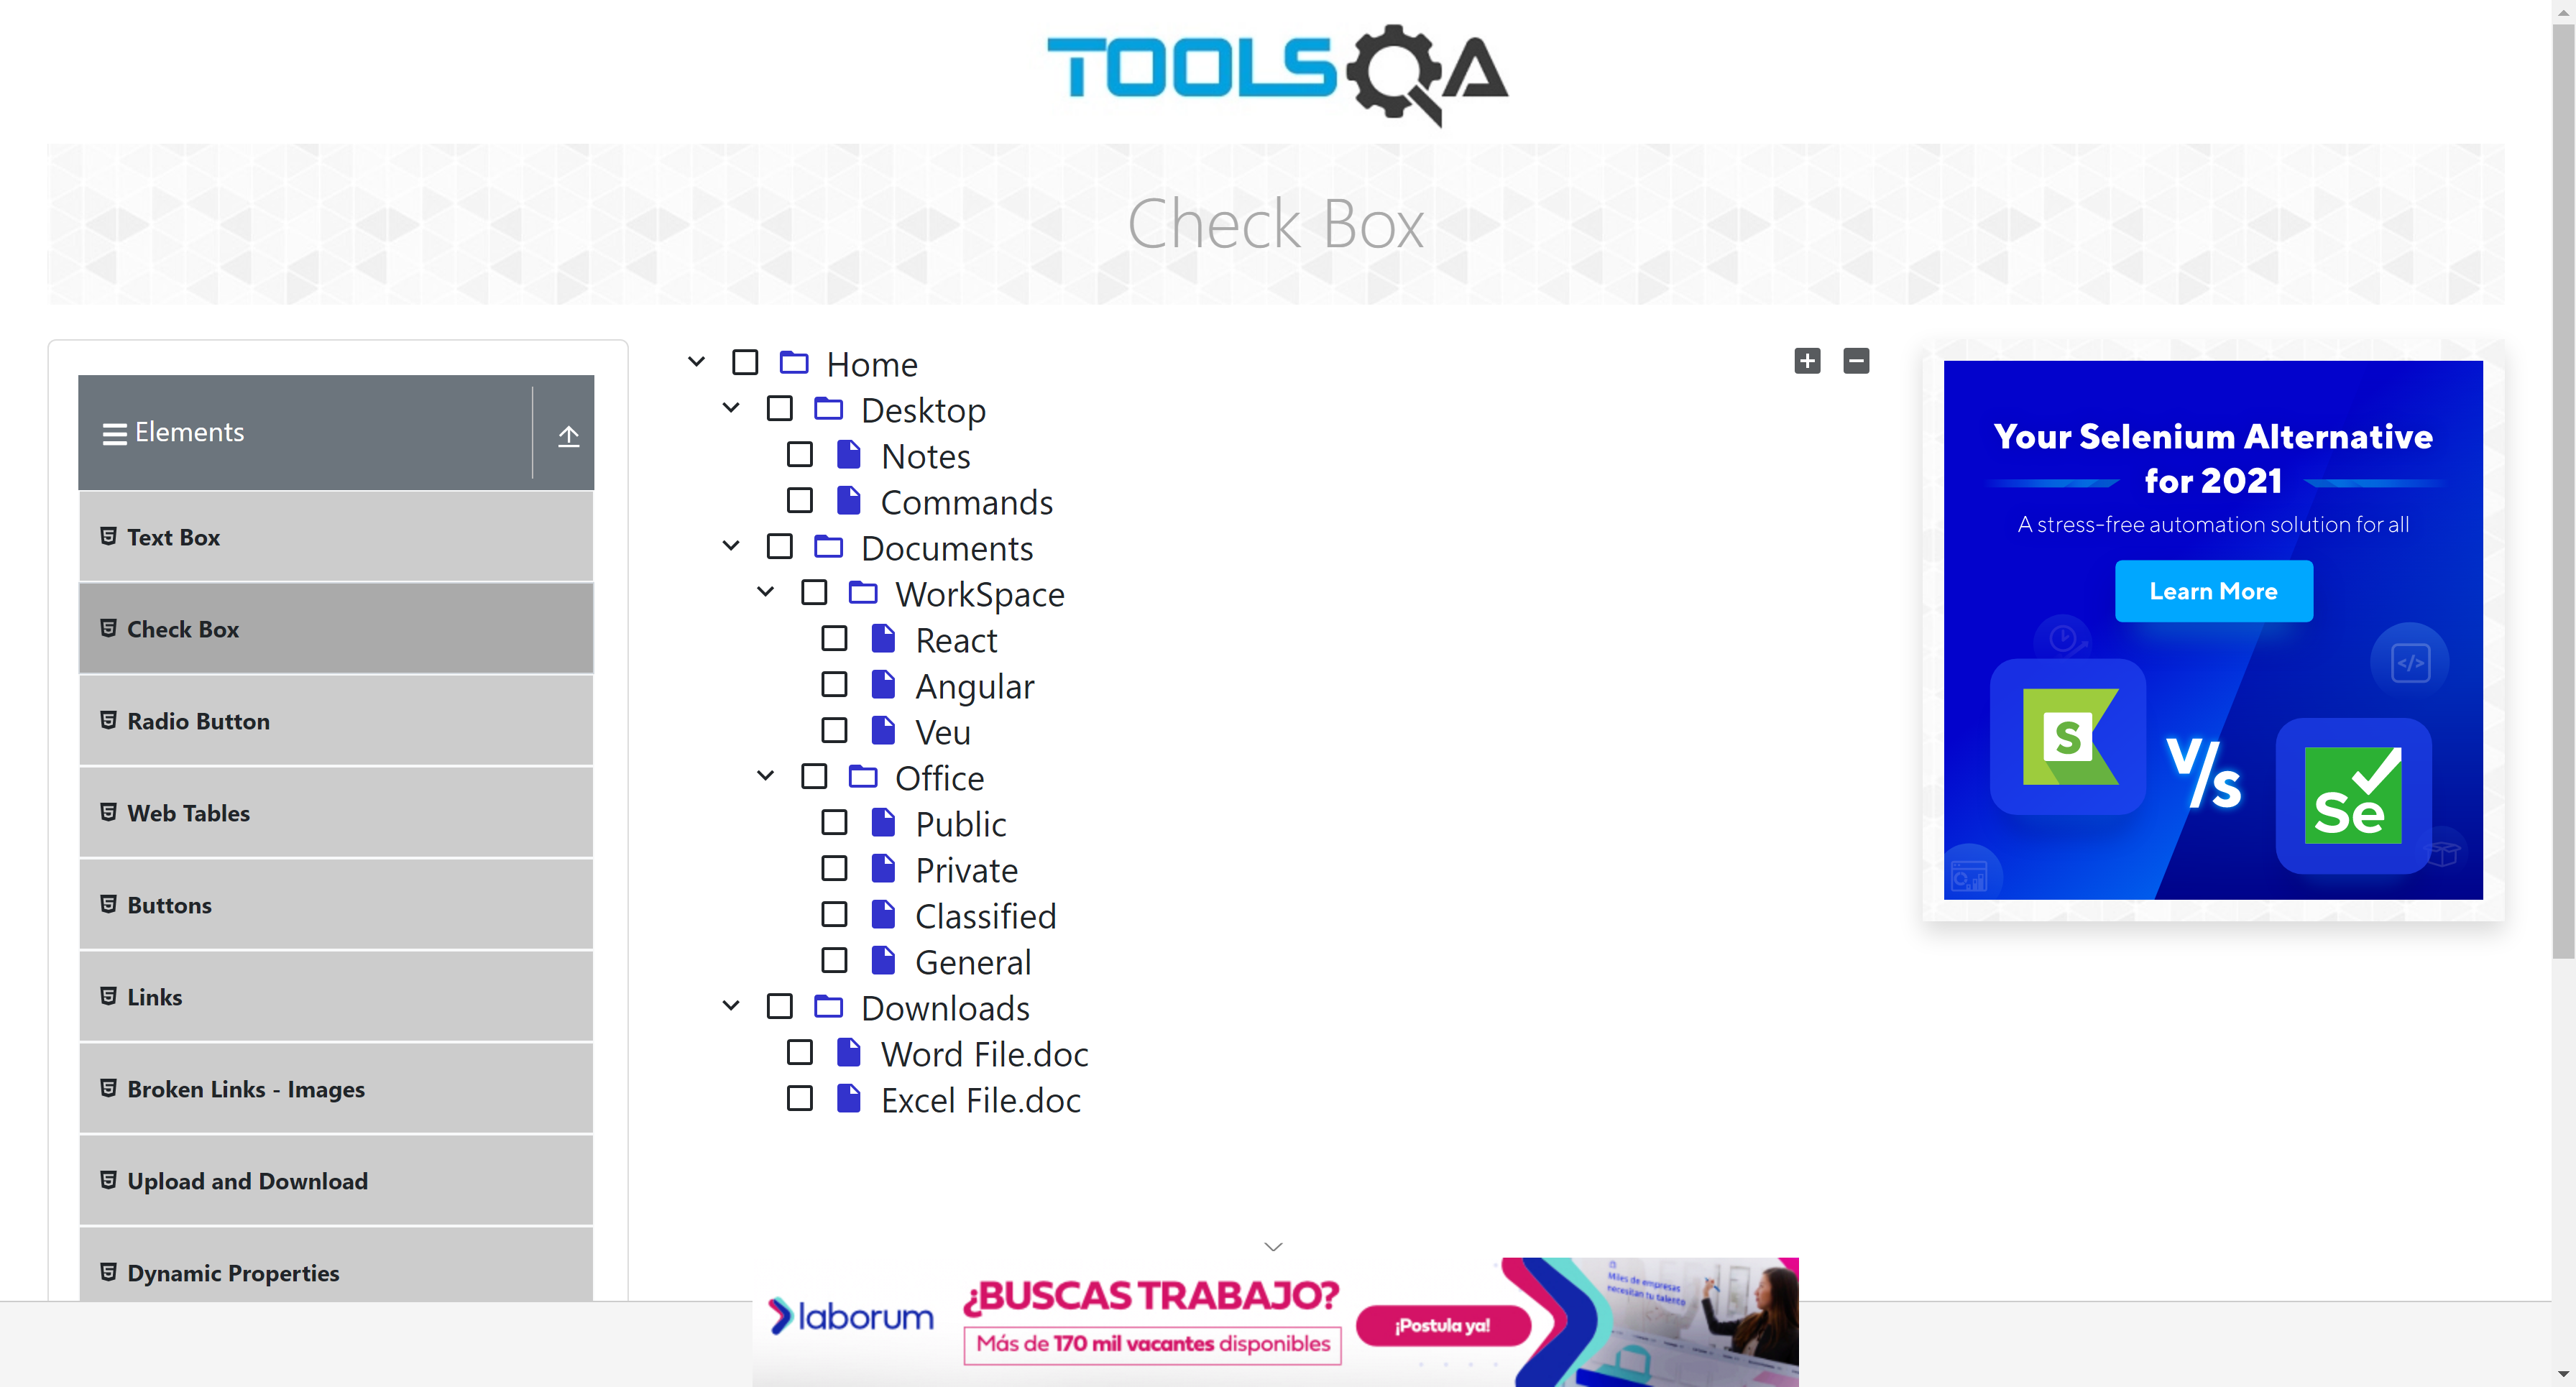 TOOLSQA
Check Box
Elements
Text Box
Check Box
Radio Button
Web Tables
Buttons
Links
Broken Links - Images
Upload and Download
Dynamic Properties
Home
Desktop
Notes
Commands
Documents
WorkSpace
React
Angular
Veu
Office
Public
Private
Classified
General
Downloads
Word File.doc
Excel File.doc
Your Selenium Alternative
for 2021
A stress-free automation solution for all
Learn More
</>
S
V/s
Se
laborum
¿BUSCAS TRABAJO?
Más de 170 mil vacantes disponibles
¡Postula ya!
Miles de empresas
necesitan tu talento